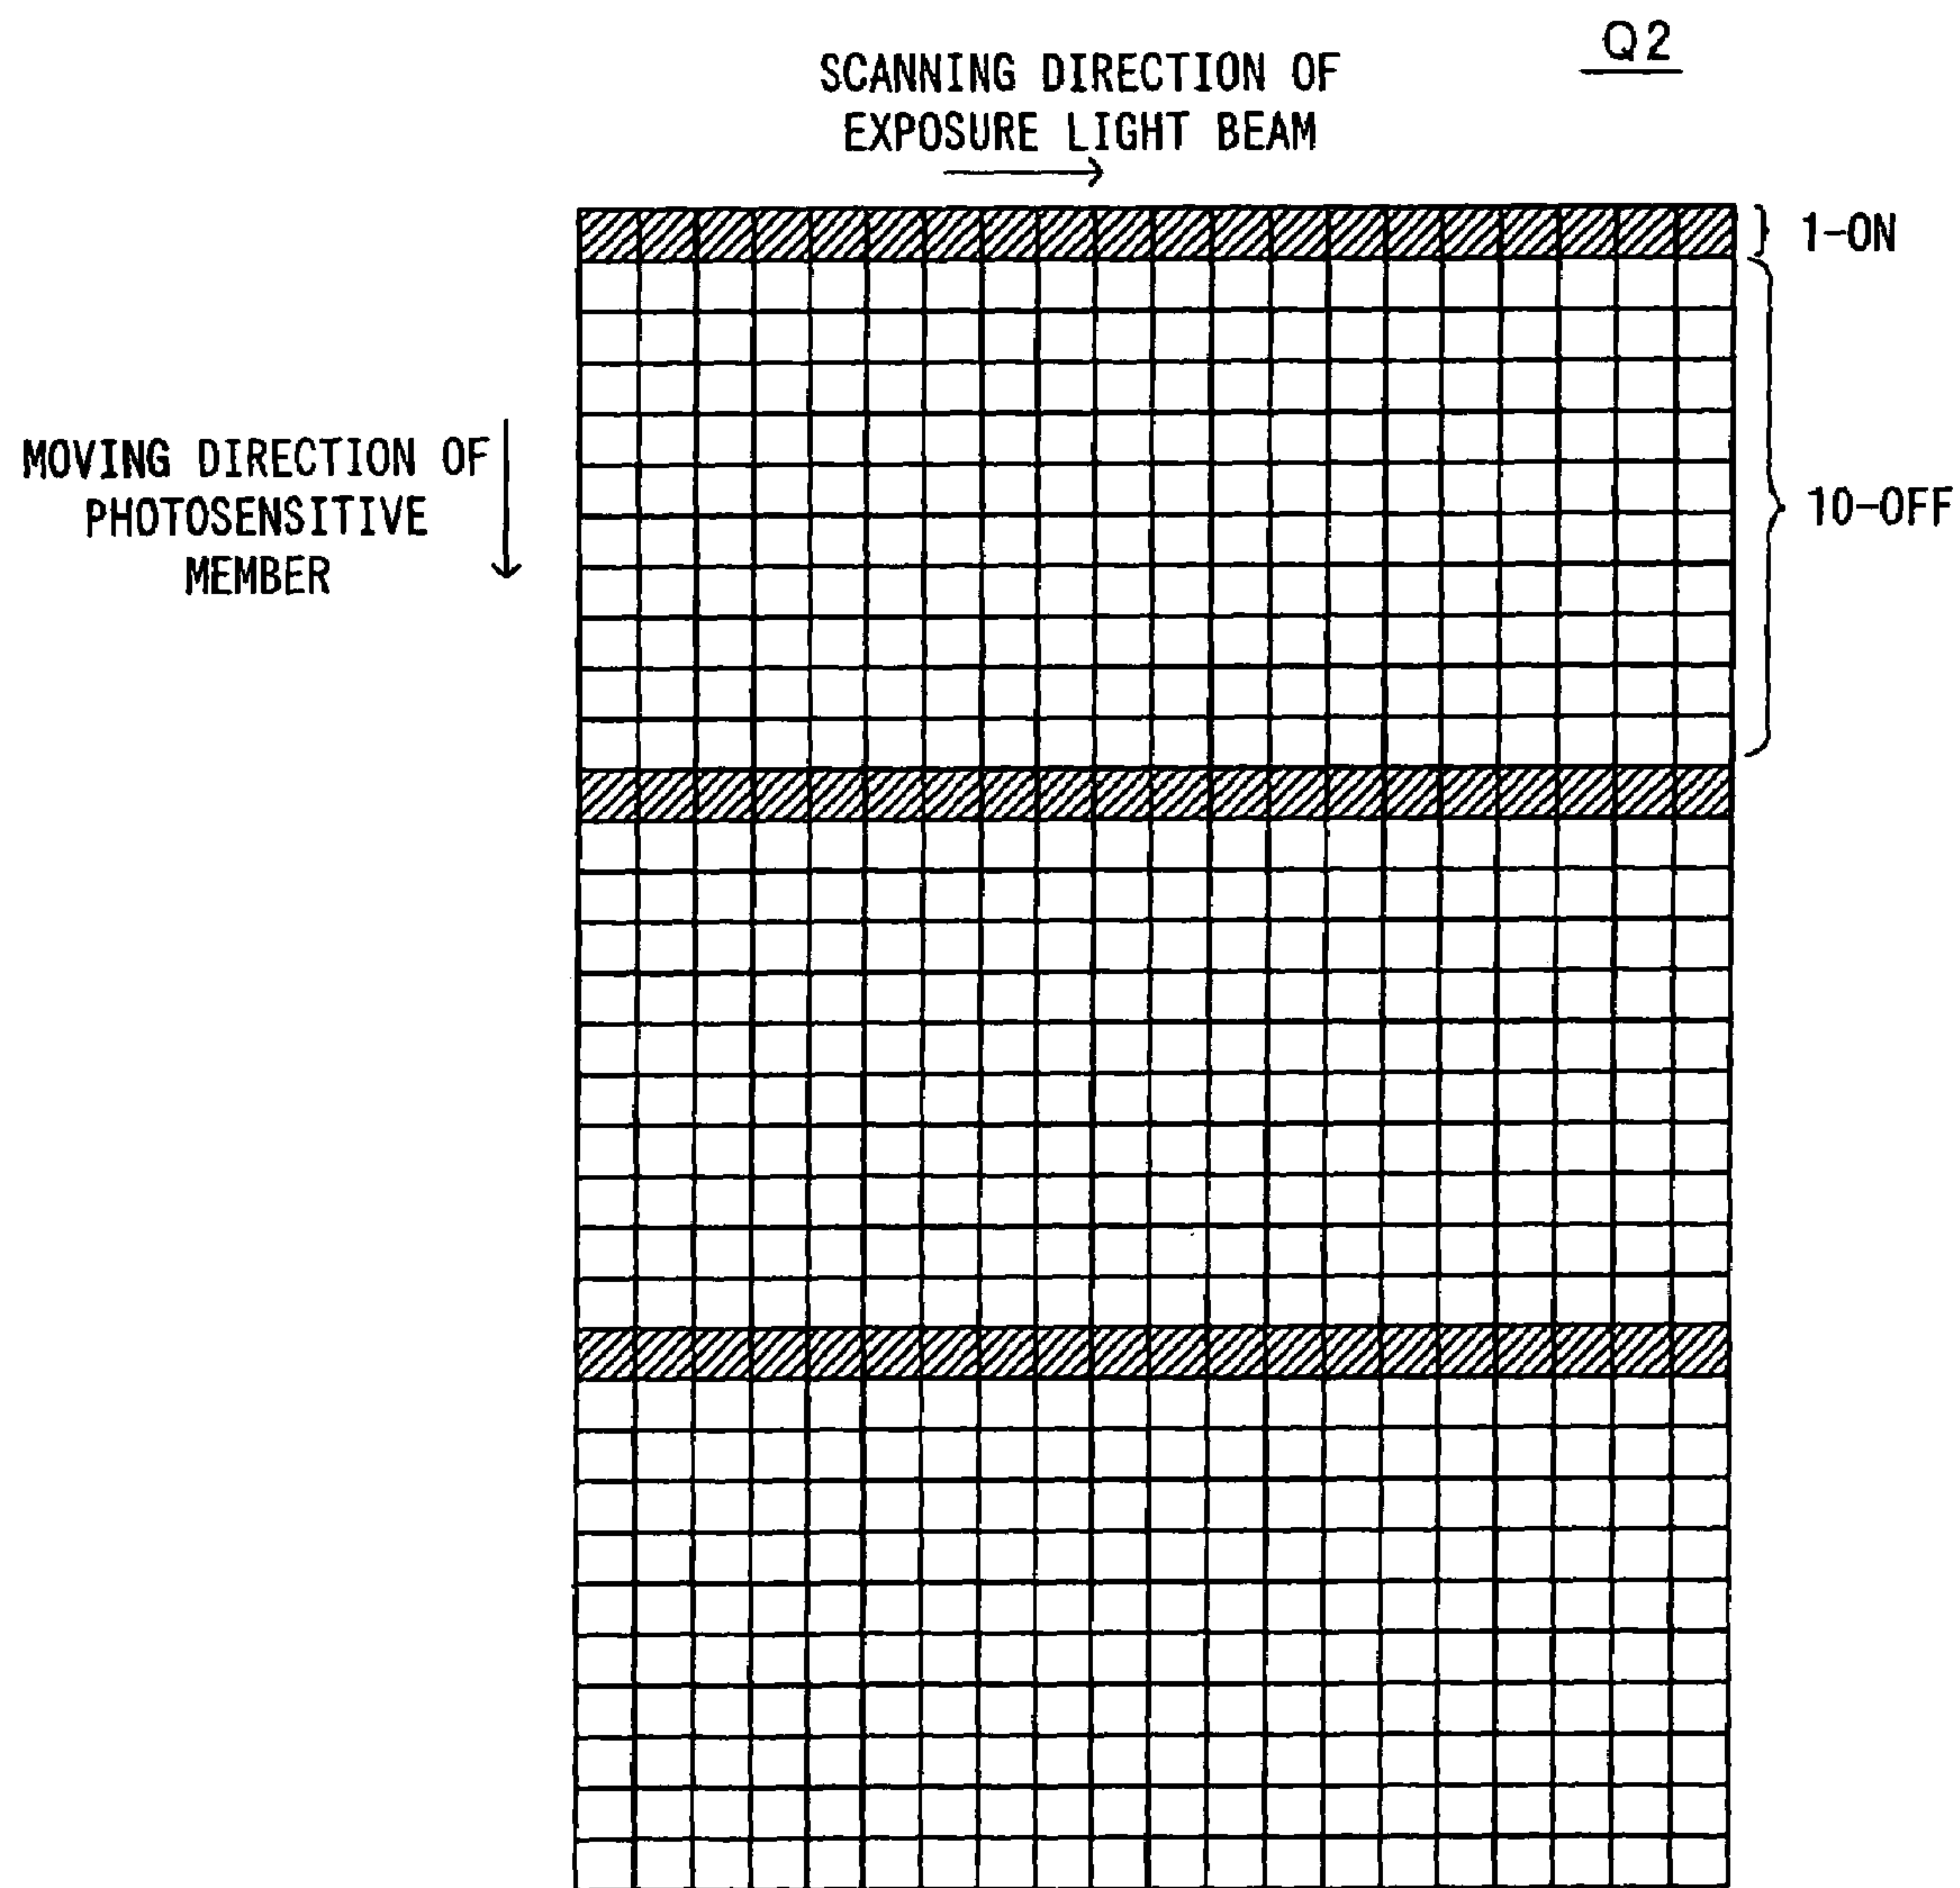 Q2
SCANNING DIRECTION OF
EXPOSURE LIGHT BEAM
1-ON
MOVING DIRECTION OF
PHOTOSENSITIVE
MEMBER
10-OFF